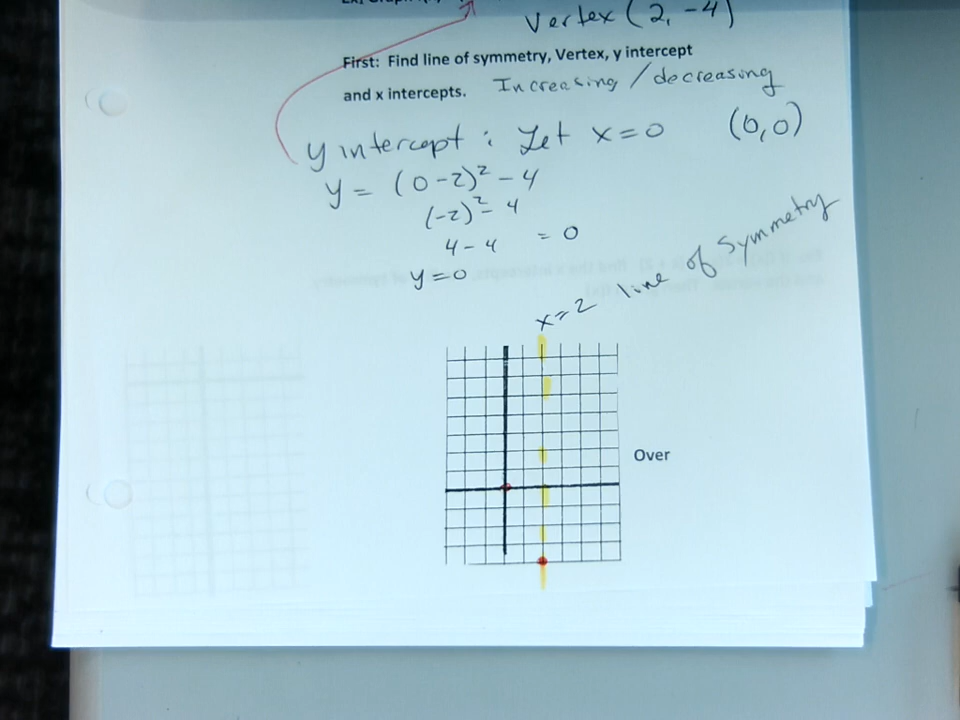 Vertex (2, -4)
First: Find line of symmetry, Vertex, y intercept
and x intercepts. Increasing / decreasing
y intercept : Let x = 0 (0,0)
y = (0-2)² - 4
(-2)² - 4
4 - 4 = 0
y = 0
x = 2 line of Symmetry
Over